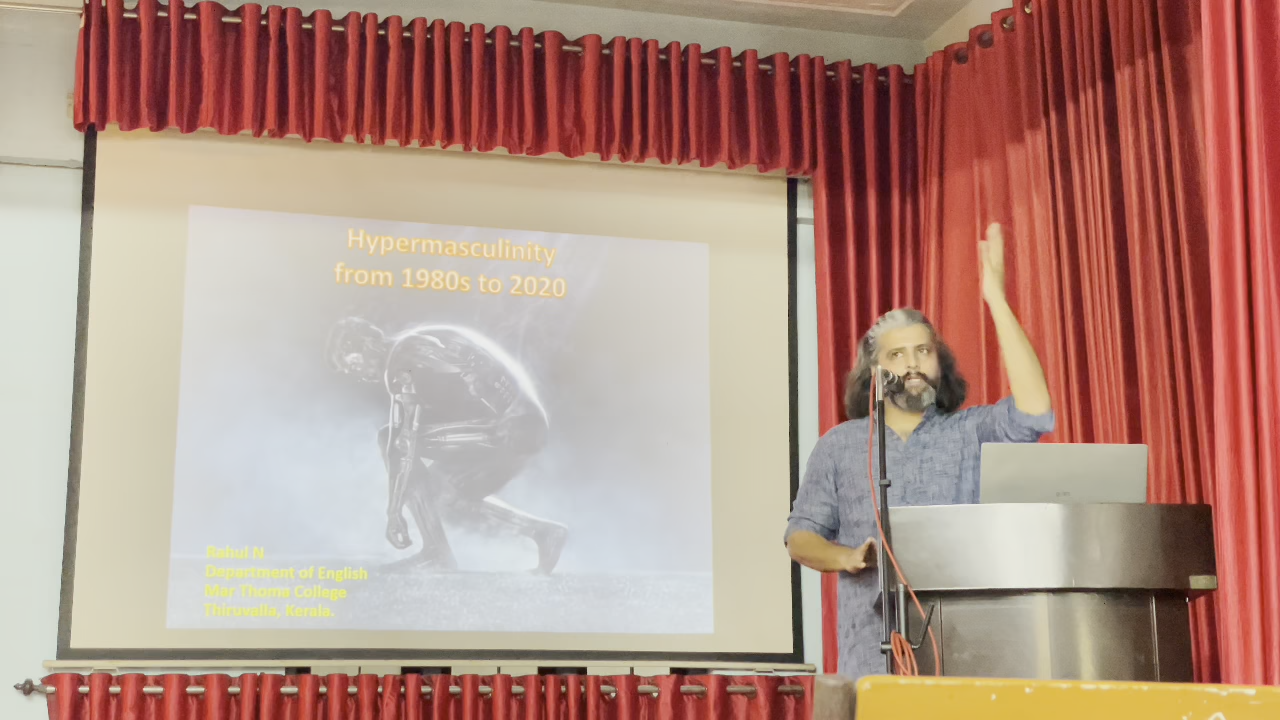 Hypermasculinity
from 1980s to 2020
Rahul N
Department of English
Mar Thoma College
Thiruvalla, Kerala.